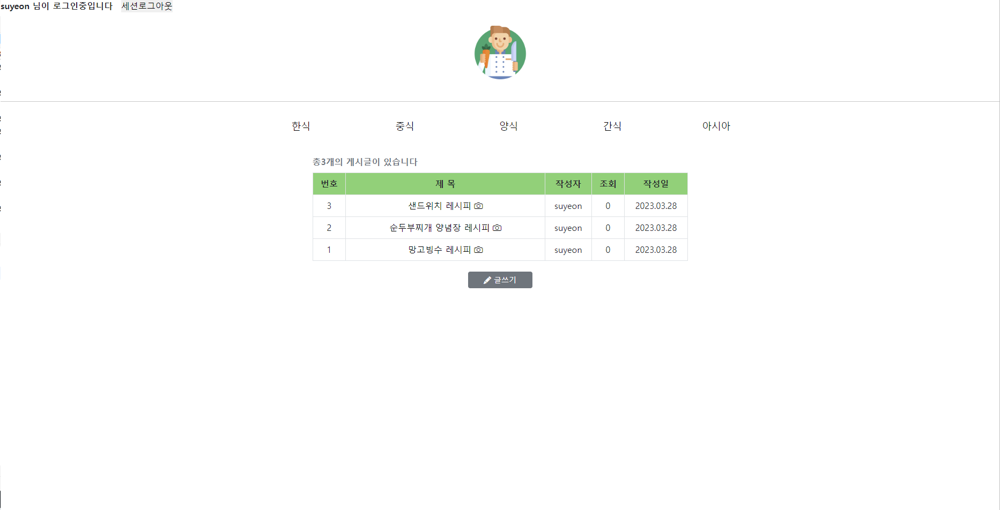 suyeon 님이 로그인중입니다 세션로그아웃
한식 중식 양식 간식 아시아
총3개의 게시글이 있습니다
번호 제 목 작성자 조회 작성일
3 샌드위치 레시피 suyeon 0 2023.03.28
2 순두부찌개 양념장 레시피 suyeon 0 2023.03.28
1 망고빙수 레시피 suyeon 0 2023.03.28
글쓰기